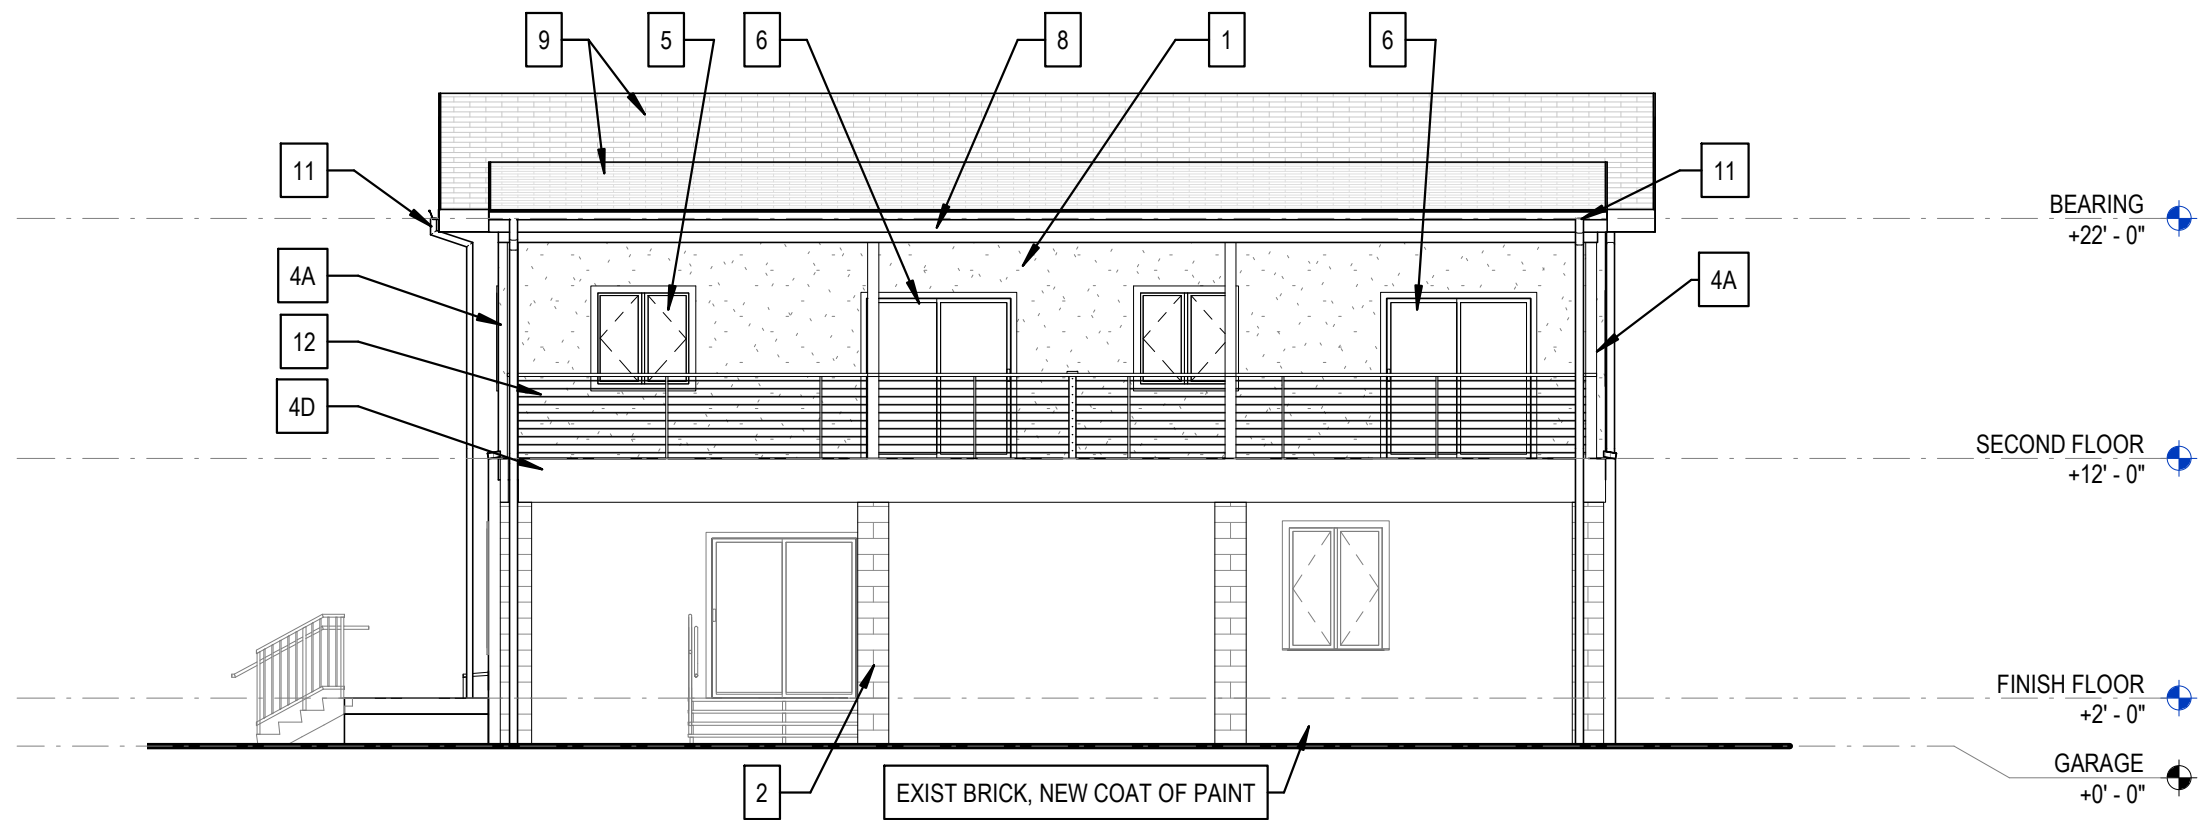 9
5
6
8
1
6
11
11
4A
4A
12
4D
BEARING
+22' - 0"
SECOND FLOOR
+12' - 0"
FINISH FLOOR
+2' - 0"
GARAGE
+0' - 0"
2
EXIST BRICK, NEW COAT OF PAINT